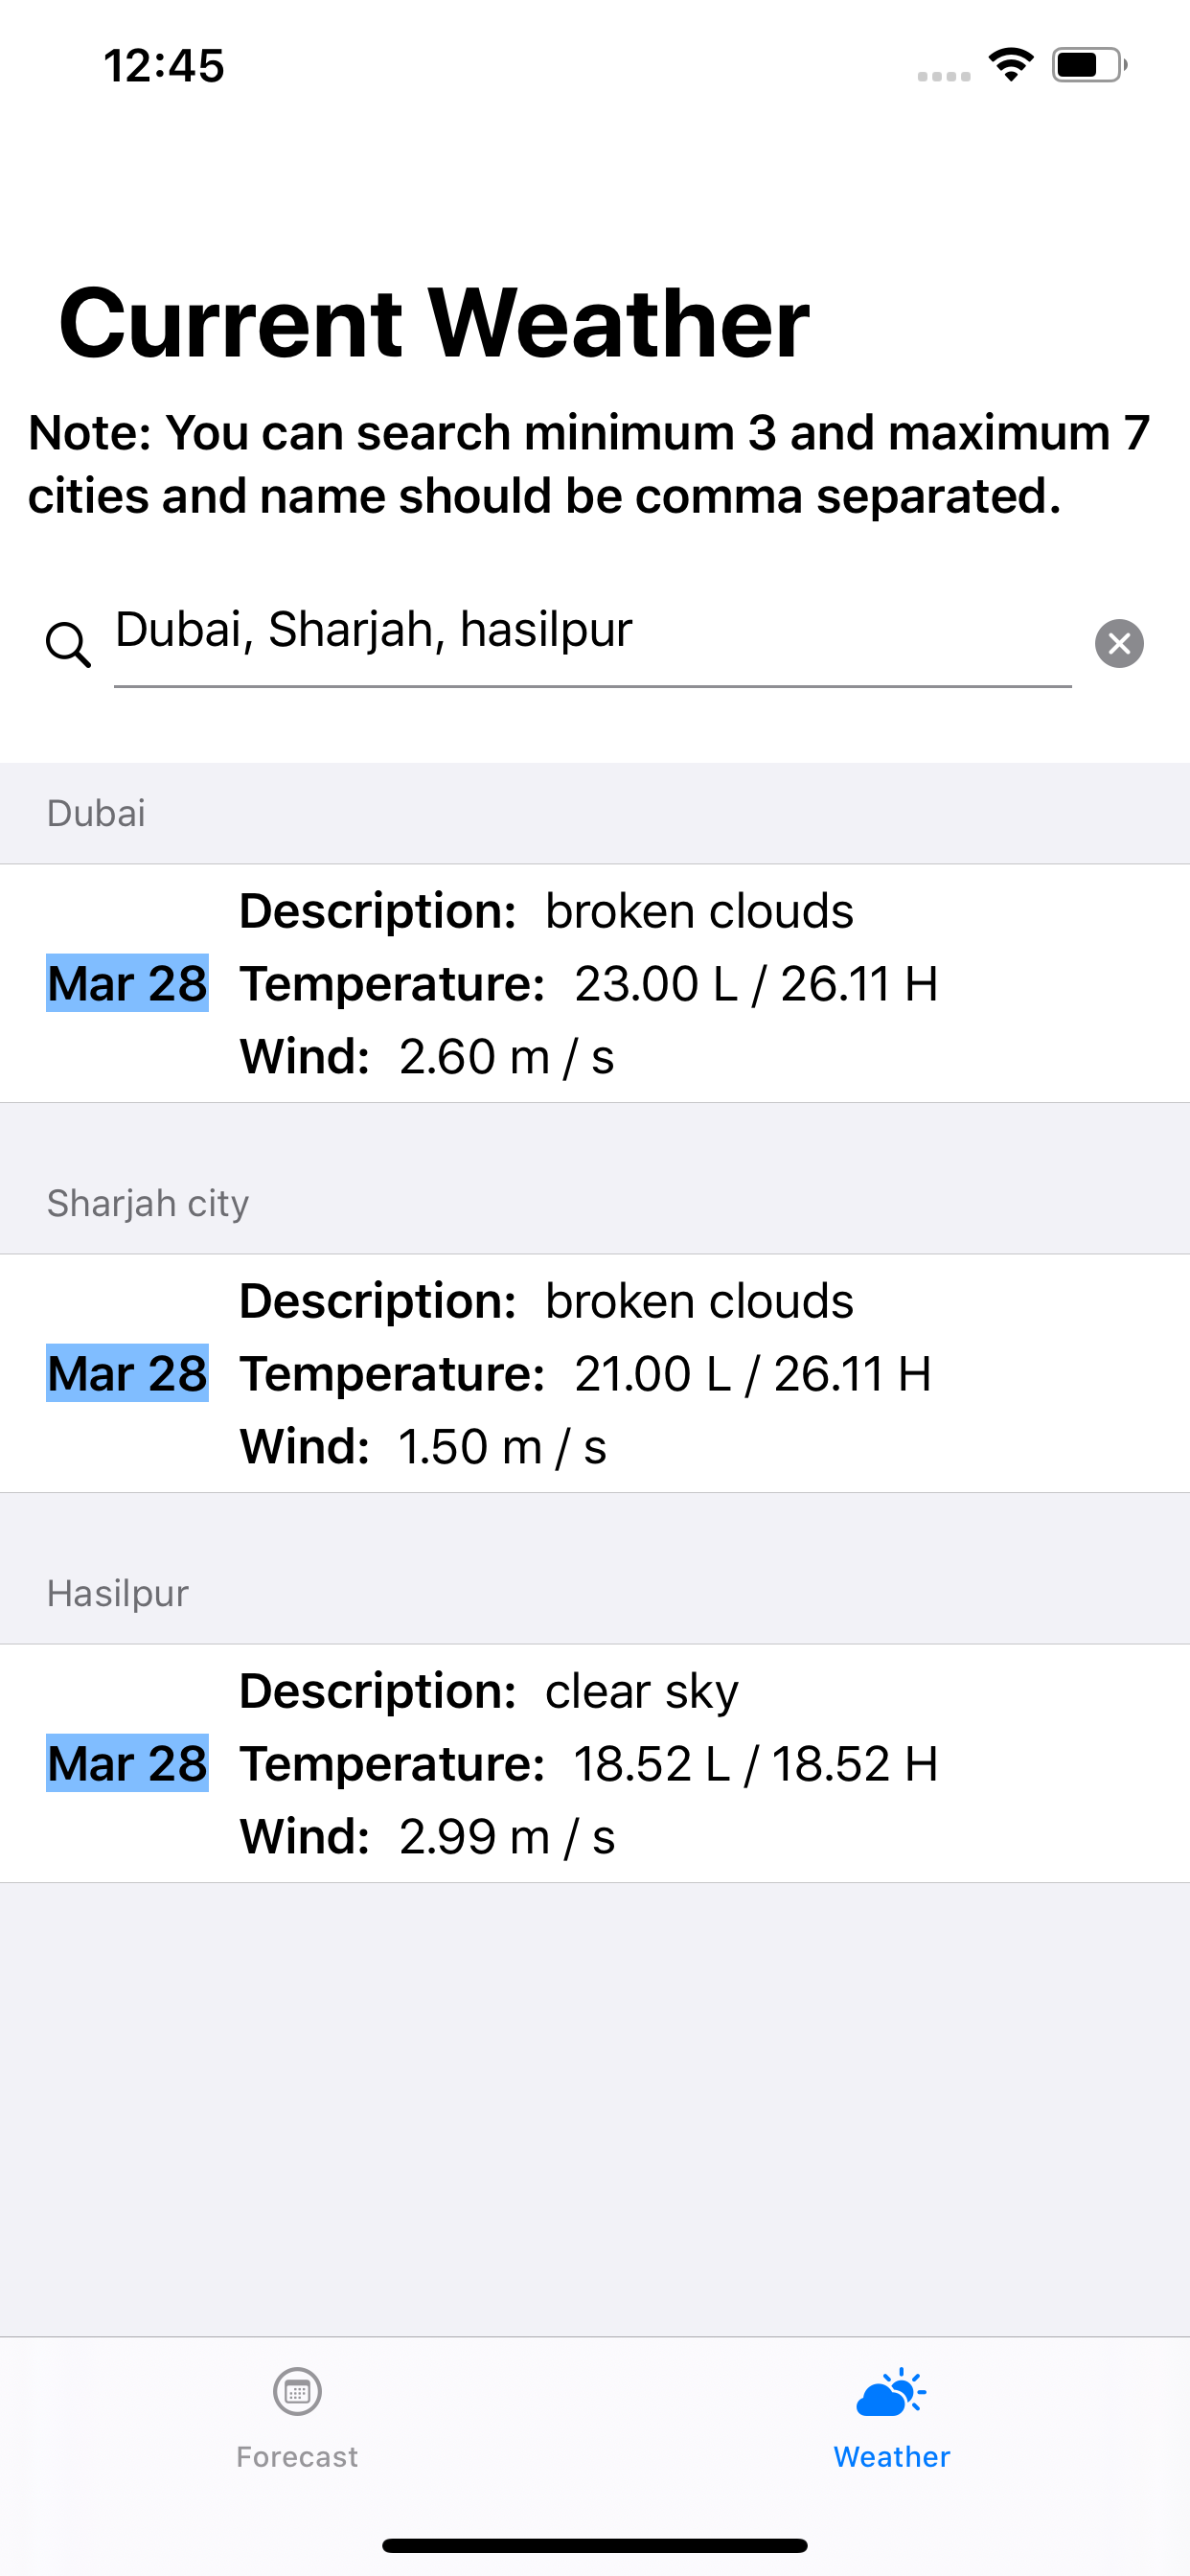 12:45
Current Weather
Note: You can search minimum 3 and maximum 7
cities and name should be comma separated.
Dubai, Sharjah, hasilpur
Dubai
Description: broken clouds
Mar 28 Temperature: 23.00 L / 26.11 H
Wind: 2.60 m / s
Sharjah city
Description: broken clouds
Mar 28 Temperature: 21.00 L / 26.11 H
Wind: 1.50 m / s
Hasilpur
Description: clear sky
Mar 28 Temperature: 18.52 L / 18.52 H
Wind: 2.99 m / s
Forecast Weather